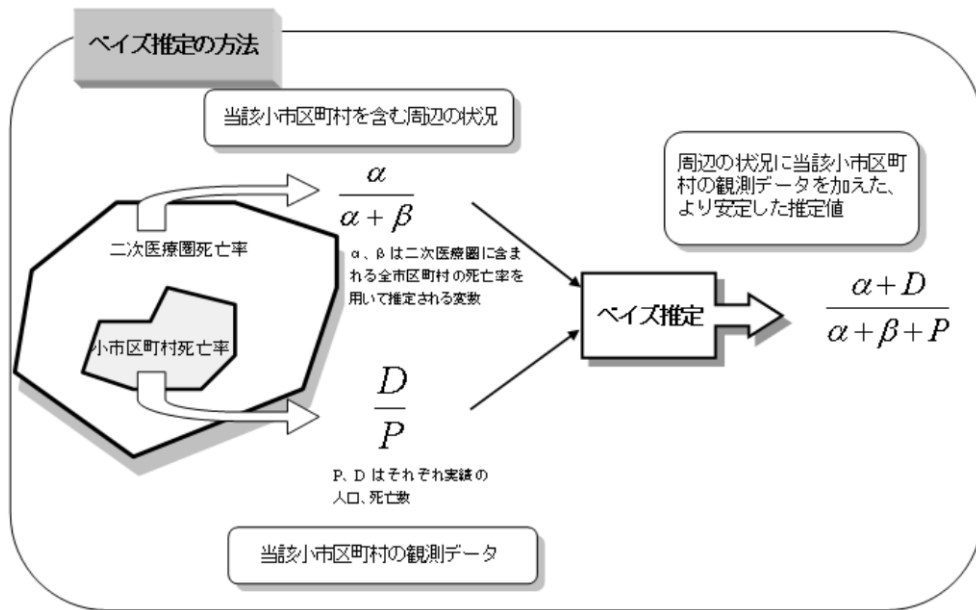 ベイズ推定の方法
当該小市区町村を含む周辺の状況
α
α + β
二次医療圏死亡率
α、βは二次医療圏に含ま
れる全市区町村の死亡率を
用いて推定される変数
小市区町村死亡率
D
P
P、Dはそれぞれ実績の
人口、死亡数
当該小市区町村の観測データ
ベイズ推定
周辺の状況に当該小市区町
村の観測データを加えた、
より安定した推定値
α + D
α + β + P